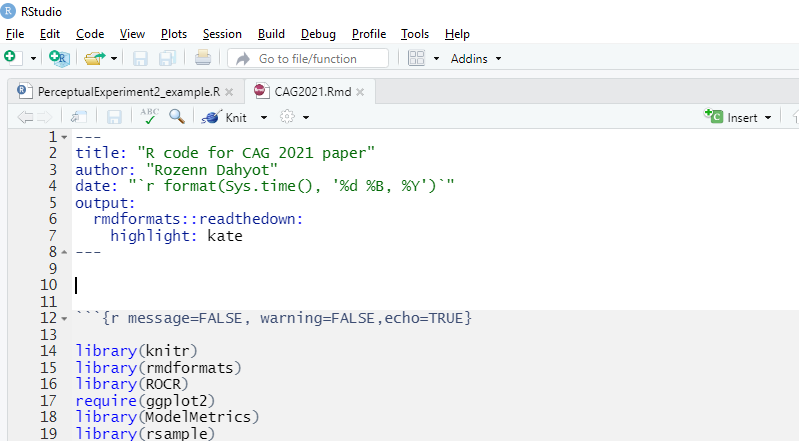 RStudio
File Edit Code View Plots Session Build Debug Profile Tools Help
Go to file/function Addins
PerceptualExperiment2_example.R CAG2021.Rmd
ABC Knit Insert
1 ---
2 title: "R code for CAG 2021 paper"
3 author: "Rozenn Dahyot"
4 date: "`r format(Sys.time(), '%d %B, %Y')`"
5 output:
6   rmdformats::readthedown:
7     highlight: kate
8 ---
9
10
11
12 ```{r message=FALSE, warning=FALSE,echo=TRUE}
13
14 library(knitr)
15 library(rmdformats)
16 library(ROCR)
17 require(ggplot2)
18 library(ModelMetrics)
19 library(rsample)